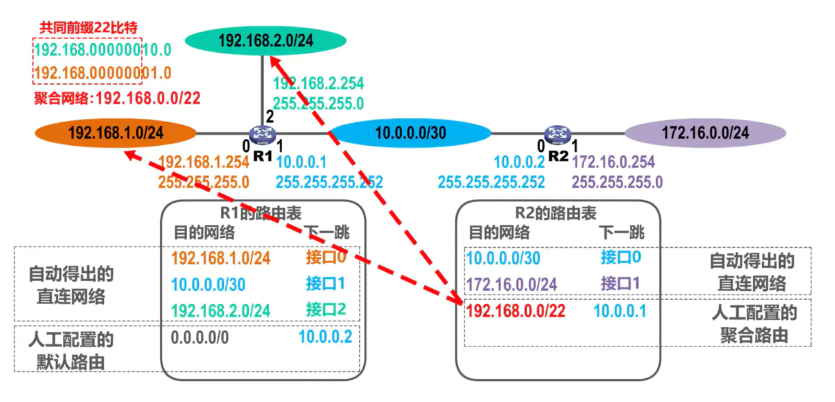 共同前缀22比特
192.168.00000010.0
192.168.00000001.0
聚合网络:192.168.0.0/22
192.168.2.0/24
192.168.2.254
255.255.255.0
2
192.168.1.0/24
0
R1
1
10.0.0.0/30
0
R2
1
172.16.0.0/24
192.168.1.254
255.255.255.0
10.0.0.1
255.255.255.252
10.0.0.2
255.255.255.252
172.16.0.254
255.255.255.0
R1的路由表
目的网络 下一跳
192.168.1.0/24 接口0
10.0.0.0/30 接口1
192.168.2.0/24 接口2
0.0.0.0/0 10.0.0.2
自动得出的
直连网络
人工配置的
默认路由
R2的路由表
目的网络 下一跳
10.0.0.0/30 接口0
172.16.0.0/24 接口1
192.168.0.0/22 10.0.0.1
自动得出的
直连网络
人工配置的
聚合路由